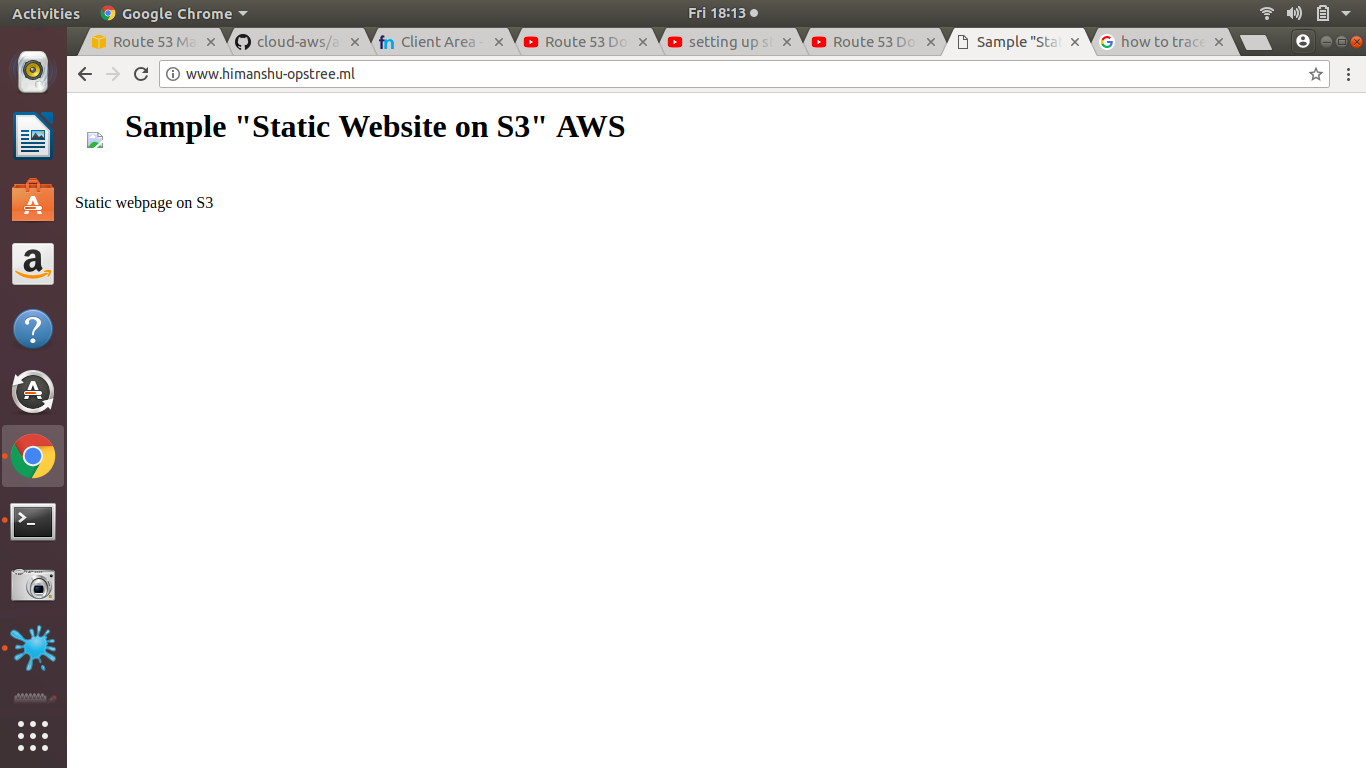 Activities Google Chrome Fri 18:13
Route 53 Ma cloud-aws/a Client Area - Route 53 Do setting up st Route 53 Do Sample "Stat how to trace
www.himanshu-opstree.ml
Sample "Static Website on S3" AWS
Static webpage on S3